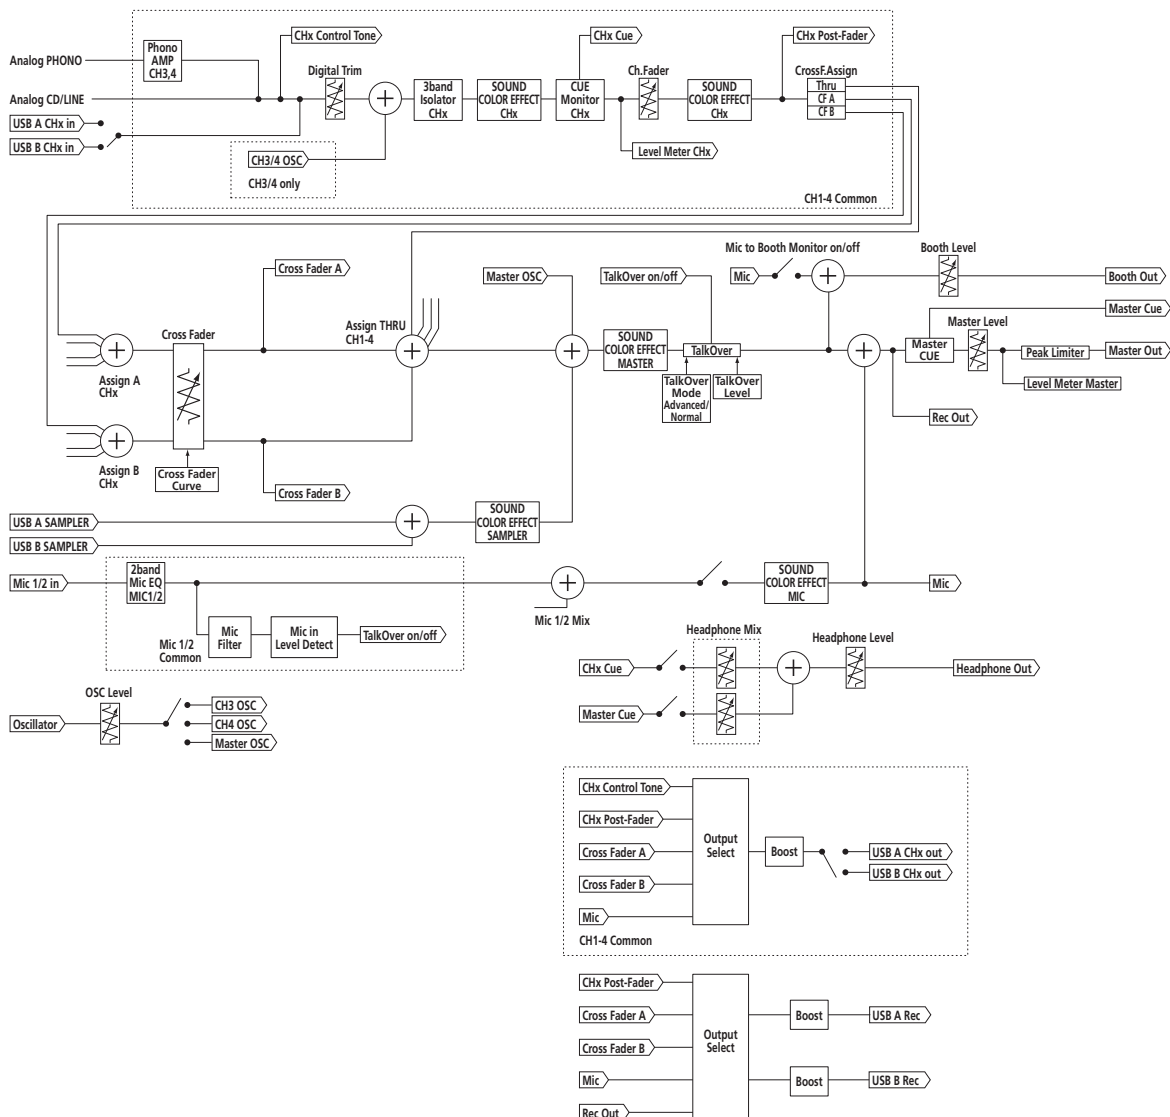 CHx Control Tone
CHx Cue
CHx Post-Fader
Phono
AMP
CH3,4
Analog PHONO
Digital Trim
Ch.Fader
CrossF.Assign
Thru
CF A
CF B
3band
Isolator
CHx
SOUND
COLOR EFFECT
CHx
CUE
Monitor
CHx
SOUND
COLOR EFFECT
CHx
Analog CD/LINE
USB A CHx in
USB B CHx in
CH3/4 OSC
CH3/4 only
Level Meter CHx
CH1-4 Common
Mic to Booth Monitor on/off
Booth Level
Cross Fader A
Master OSC
TalkOver on/off
Mic
Booth Out
Master Cue
Cross Fader
Assign THRU
CH1-4
Master Level
SOUND
COLOR EFFECT
MASTER
TalkOver
Master
CUE
Peak Limiter
Master Out
Assign A
CHx
TalkOver
Mode
Advanced/
Normal
TalkOver
Level
Level Meter Master
Rec Out
Assign B
CHx
Cross Fader
Curve
Cross Fader B
USB A SAMPLER
USB B SAMPLER
SOUND
COLOR EFFECT
SAMPLER
Mic 1/2 in
2band
Mic EQ
MIC1/2
SOUND
COLOR EFFECT
MIC
Mic
Mic 1/2 Mix
Mic 1/2
Common
Mic
Filter
Mic in
Level Detect
TalkOver on/off
Headphone Mix
Headphone Level
CHx Cue
Headphone Out
Master Cue
OSC Level
Oscillator
CH3 OSC
CH4 OSC
Master OSC
CHx Control Tone
CHx Post-Fader
Cross Fader A
Cross Fader B
Mic
Output
Select
Boost
USB A CHx out
USB B CHx out
CH1-4 Common
CHx Post-Fader
Cross Fader A
Cross Fader B
Mic
Rec Out
Output
Select
Boost
USB A Rec
Boost
USB B Rec